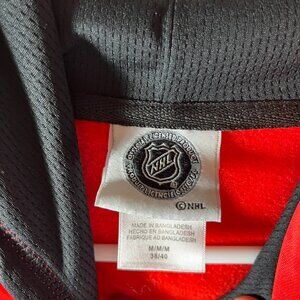 NHL
©NHL
MADE IN BANGLADESH
HECHO EN BANGLADESH
FABRIQUÉ AU BANGLADESH
M/M/M
38/40